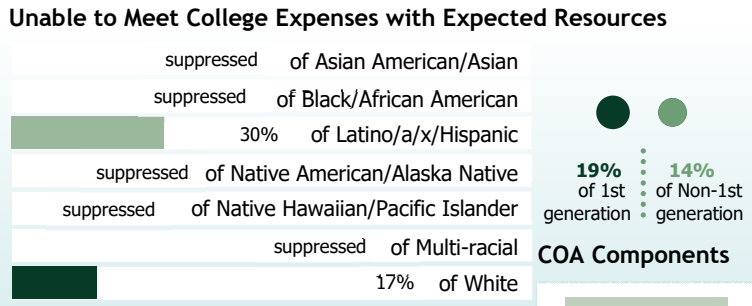 Unable to Meet College Expenses with Expected Resources
suppressed of Asian American/Asian
suppressed of Black/African American
30% of Latino/a/x/Hispanic
suppressed of Native American/Alaska Native
suppressed of Native Hawaiian/Pacific Islander
suppressed of Multi-racial
17% of White
19%
of 1st
generation
14%
of Non-1st
generation
COA Components